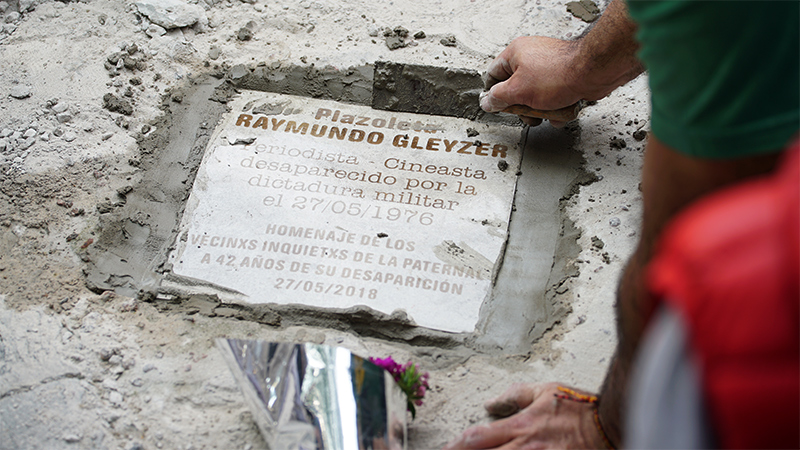 Plazoleta
RAYMUNDO GLEYZER
Periodista - Cineasta
desaparecido por la
dictadura militar
el 27/05/1976
HOMENAJE DE LOS
VECINXS INQUIETXS DE LA PATERNAL
A 42 AÑOS DE SU DESAPARICIÓN
27/05/2018